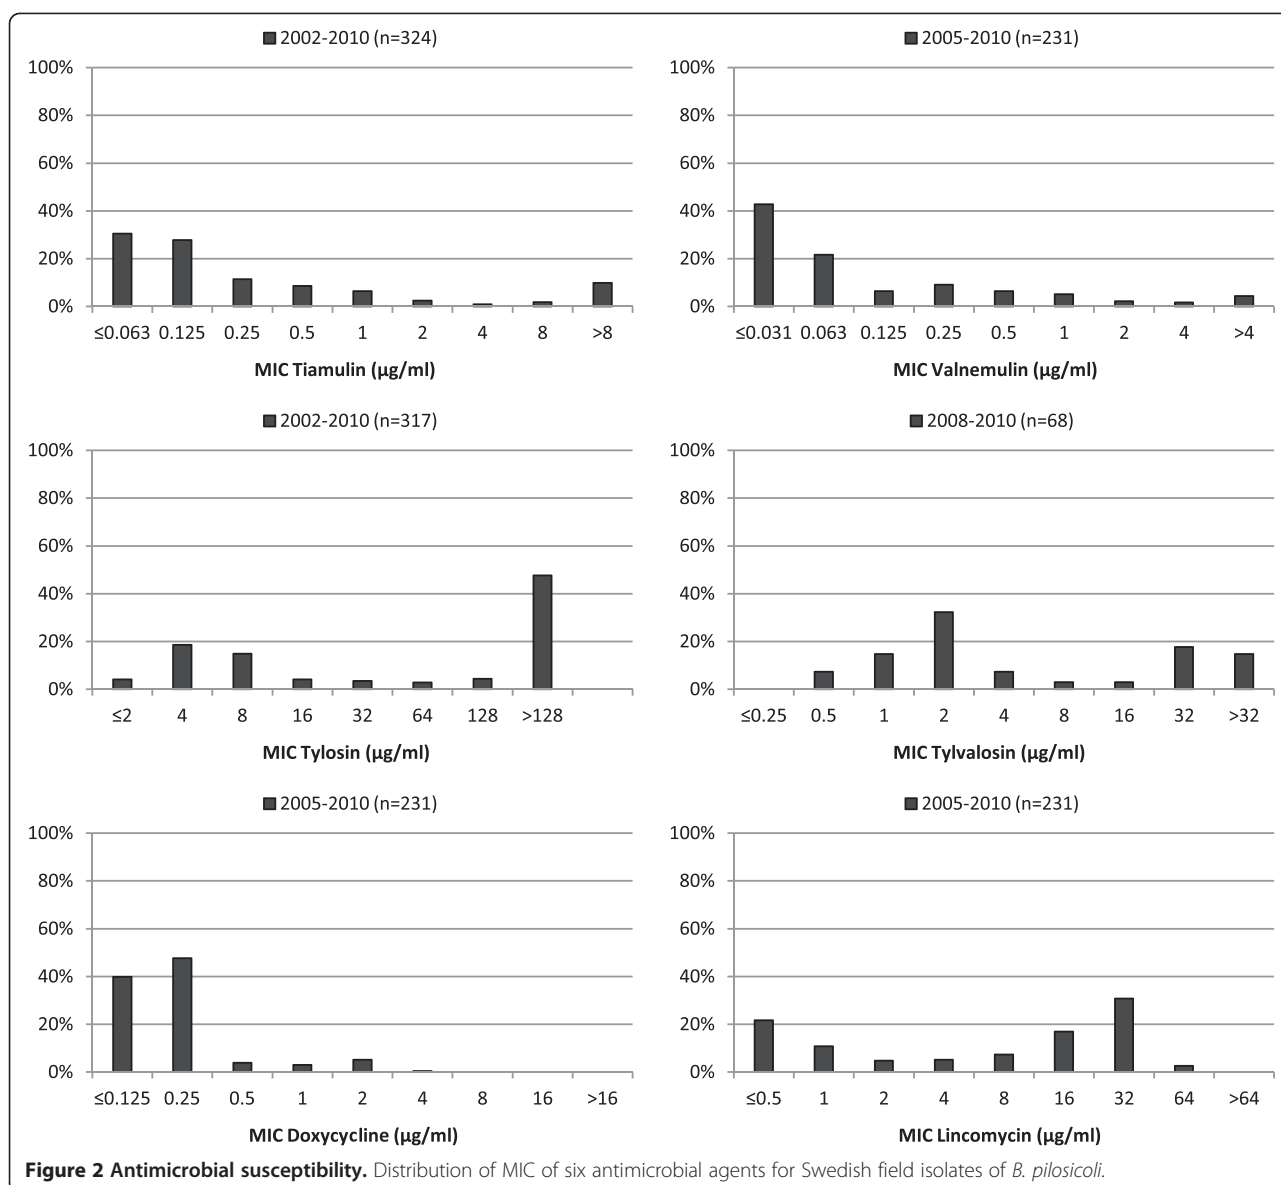 2002-2010 (n=324)
100%
80%
60%
40%
20%
0%
≤0.063 0.125 0.25 0.5 1 2 4 8 >8
MIC Tiamulin (µg/ml)
2005-2010 (n=231)
100%
80%
60%
40%
20%
0%
≤0.031 0.063 0.125 0.25 0.5 1 2 4 >4
MIC Valnemulin (µg/ml)
2002-2010 (n=317)
100%
80%
60%
40%
20%
0%
≤2 4 8 16 32 64 128 >128
MIC Tylosin (µg/ml)
2008-2010 (n=68)
100%
80%
60%
40%
20%
0%
≤0.25 0.5 1 2 4 8 16 32 >32
MIC Tylvalosin (µg/ml)
2005-2010 (n=231)
100%
80%
60%
40%
20%
0%
≤0.125 0.25 0.5 1 2 4 8 16 >16
MIC Doxycycline (µg/ml)
2005-2010 (n=231)
100%
80%
60%
40%
20%
0%
≤0.5 1 2 4 8 16 32 64 >64
MIC Lincomycin (µg/ml)
Figure 2 Antimicrobial susceptibility. Distribution of MIC of six antimicrobial agents for Swedish field isolates of B. pilosicoli.